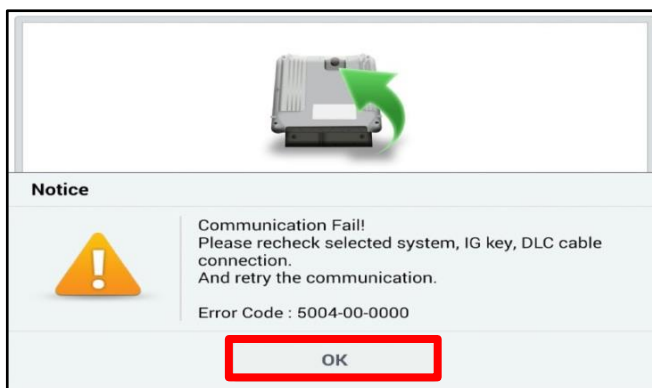 Notice
Communication Fail!
Please recheck selected system, IG key, DLC cable
connection.
And retry the communication.
Error Code : 5004-00-0000
OK